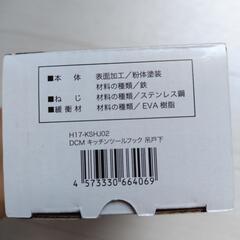 ■ 本体 表面加工/粉体塗装
材料の種類/鉄
■ ねじ 材料の種類/ステンレス鋼
■ 緩衝材 材料の種類/EVA樹脂
H17-KSHJ02
DCM キッチンツールフック 吊戸下
4 573330 664069